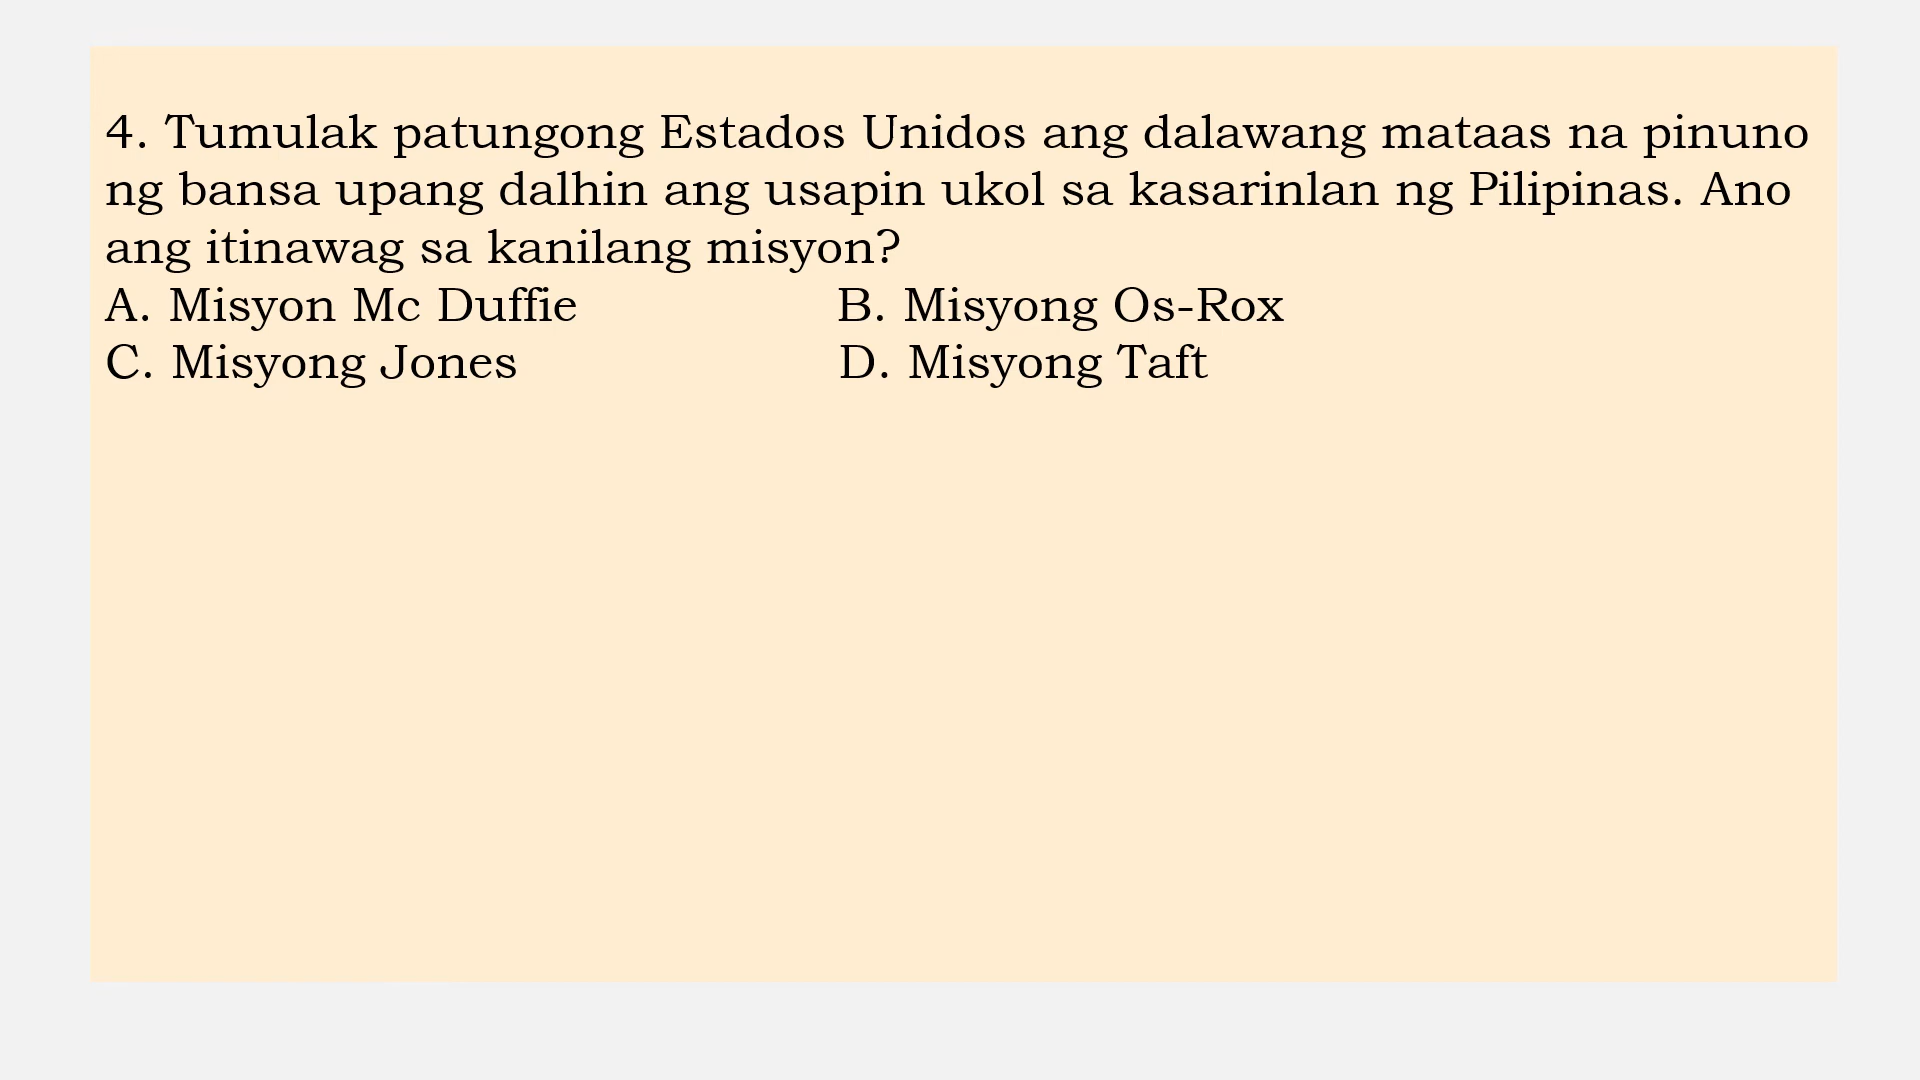 4. Tumulak patungong Estados Unidos ang dalawang mataas na pinuno
ng bansa upang dalhin ang usapin ukol sa kasarinlan ng Pilipinas. Ano
ang itinawag sa kanilang misyon?
A. Misyon Mc Duffie B. Misyong Os-Rox
C. Misyong Jones D. Misyong Taft